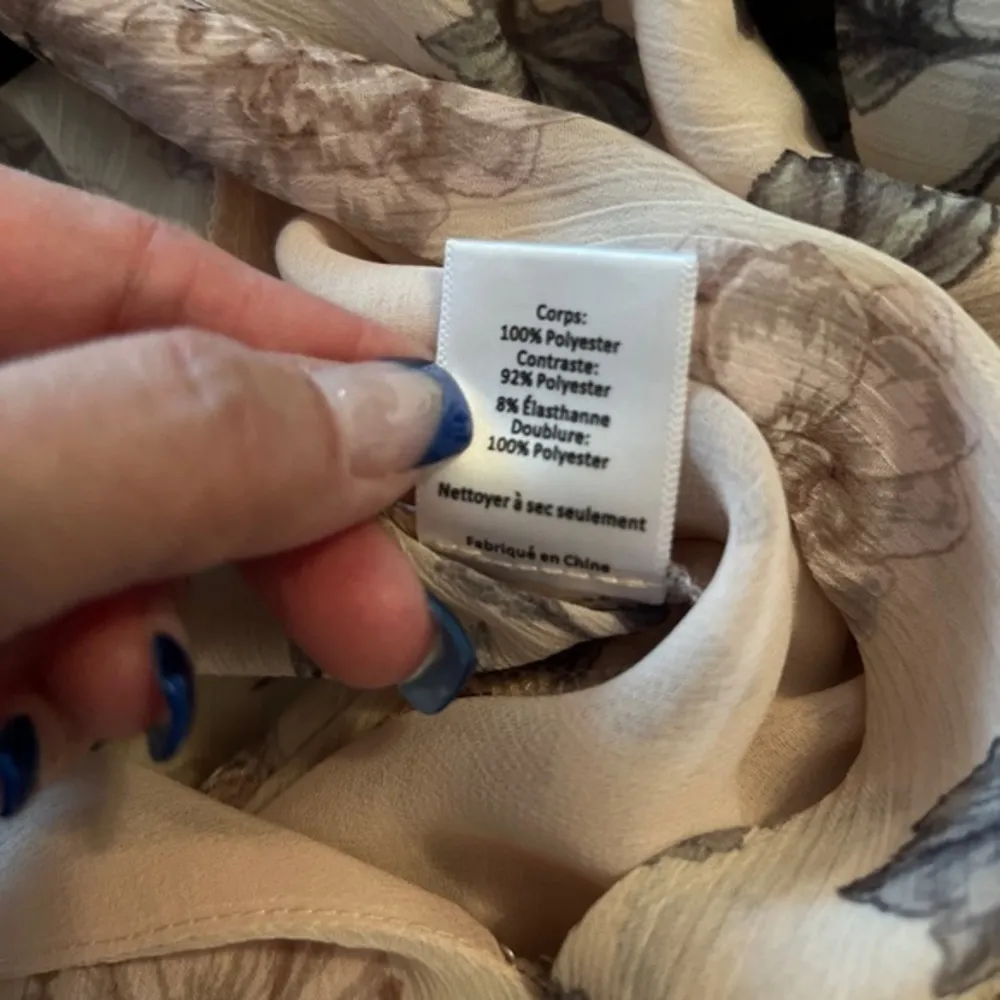 Corps:
100% Polyester
Contraste:
92% Polyester
8% Élasthanne
Doublure:
100% Polyester
Nettoyer à sec seulement
Fabriqué en Chine